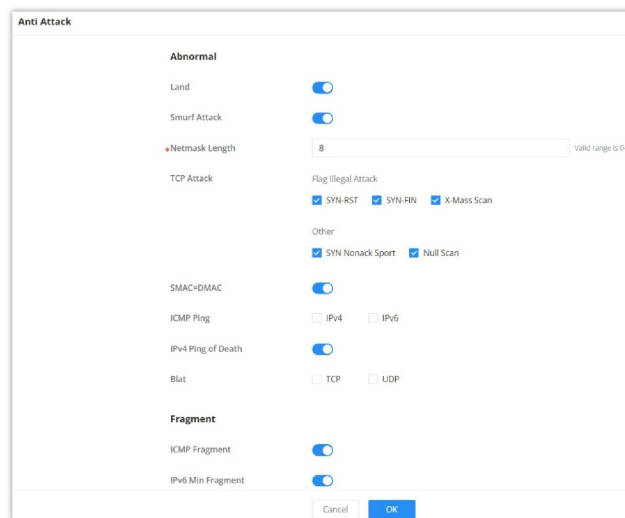 Anti Attack
Abnormal
Land
Smurf Attack
*Netmask Length 8 Valid range is 0
TCP Attack Flag Illegal Attack
SYN-RST SYN-FIN X-Mass Scan
Other
SYN Nonack Sport Null Scan
SMAC=DMAC
ICMP Ping IPv4 IPv6
IPv4 Ping of Death
Blat TCP UDP
Fragment
ICMP Fragment
IPv6 Min Fragment
Cancel OK